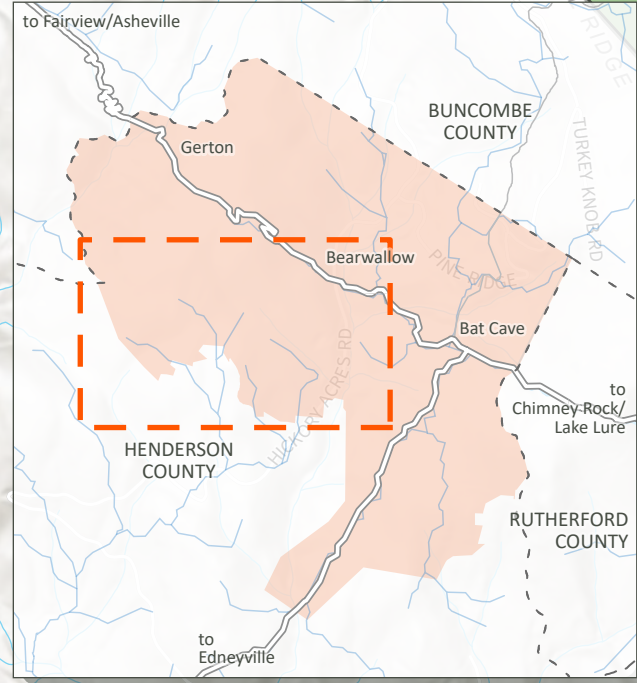 to Fairview/Asheville
RIDGE
BUNCOMBE
COUNTY
TURKEY KNOB RD
Gerton
Bearwallow
PINE RIDGE
Bat Cave
HICKORY ACRES RD
to
Chimney Rock/
Lake Lure
HENDERSON
COUNTY
RUTHERFORD
COUNTY
to
Edneyville